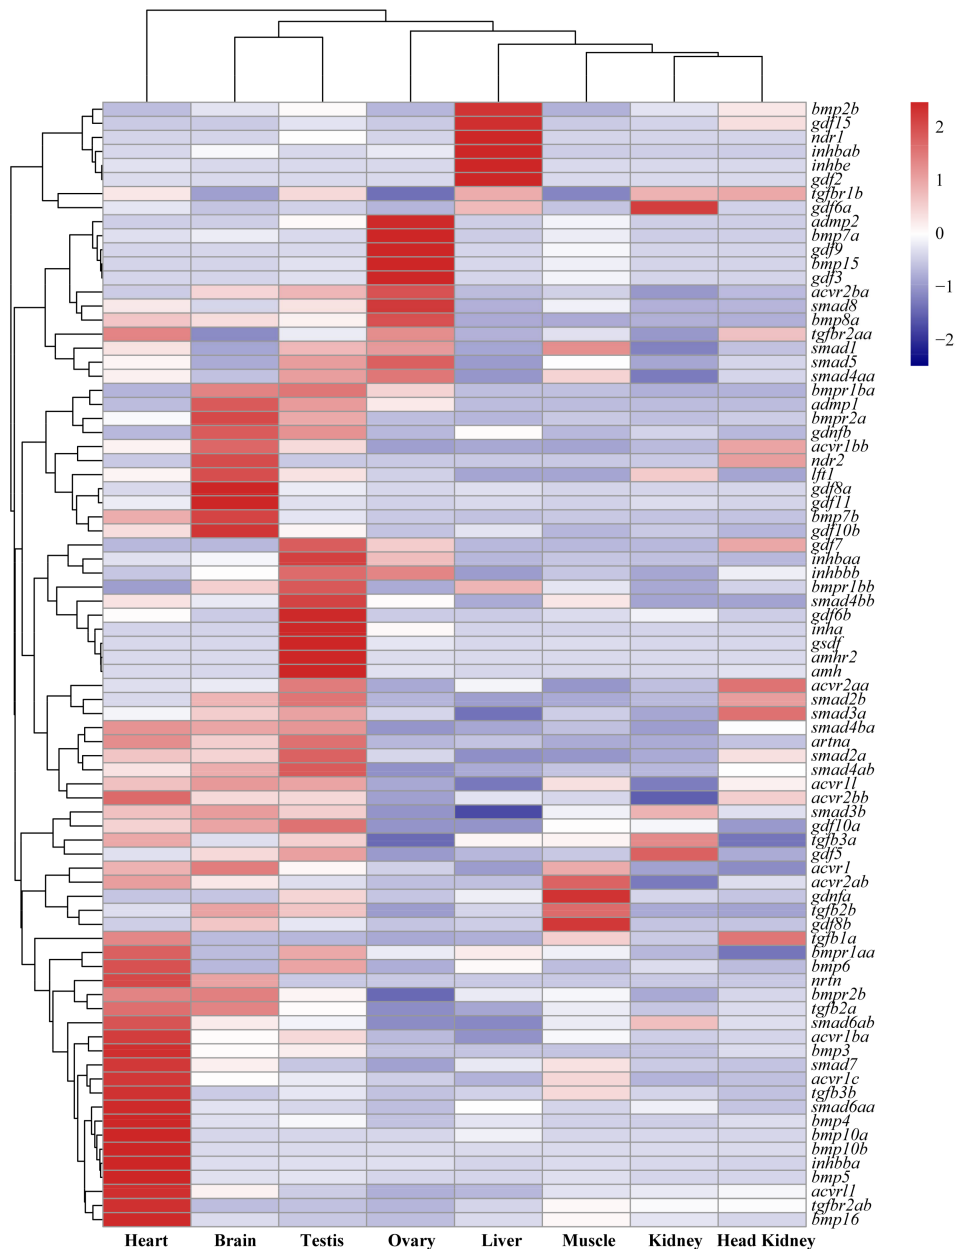 bmp2b
gdf15
ndr1
inhbab
inhbe
gdf2
tgfbr1b
gdf6a
admp2
bmp7a
gdf9
bmp15
gdf3
acvr2ba
smad8
bmp8a
tgfbr2aa
smad1
smad5
smad4aa
bmpr1ba
admp1
bmpr2a
gdnfb
acvr1bb
ndr2
lft1
gdf8a
gdf11
bmp7b
gdf10b
gdf7
inhbaa
inhbbb
bmpr1bb
smad4bb
gdf6b
inha
gsdf
amhr2
amh
acvr2aa
smad2b
smad3a
smad4ba
artna
smad2a
smad4ab
acvr1l
acvr2bb
smad3b
gdf10a
tgfb3a
gdf5
acvr1
acvr2ab
gdnfa
tgfb2b
gdf8b
tgfb1a
bmpr1aa
bmp6
nrtn
bmpr2b
tgfb2a
smad6ab
acvr1ba
bmp3
smad7
acvr1c
tgfb3b
smad6aa
bmp4
bmp10a
bmp10b
inhbba
bmp5
acvrl1
tgfbr2ab
bmp16
2
1
0
−1
−2
Heart Brain Testis Ovary Liver Muscle Kidney Head Kidney